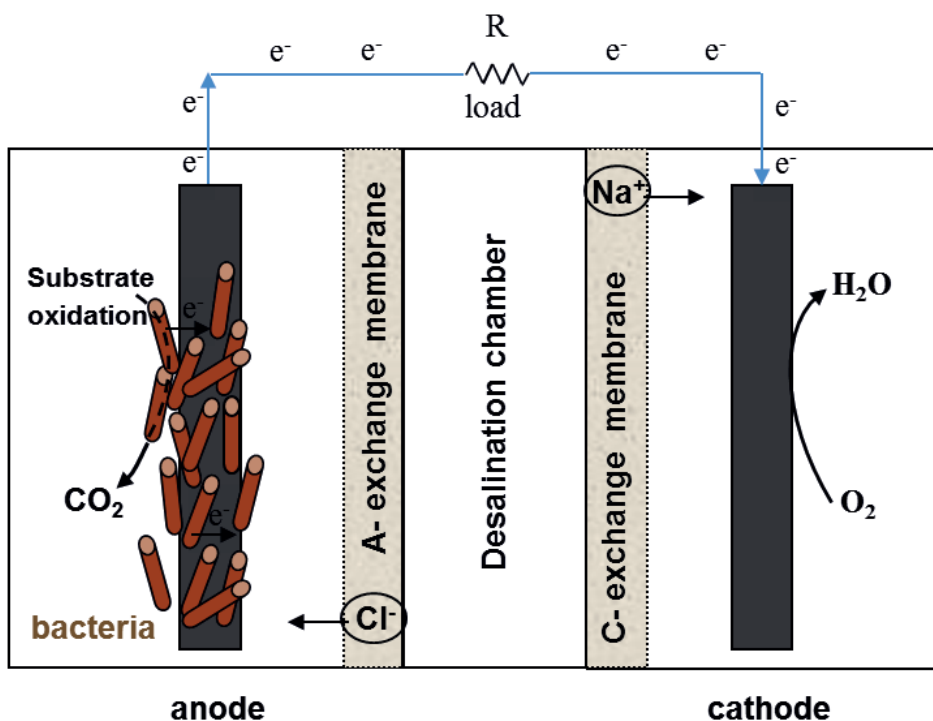 R
e⁻ e⁻ e⁻ e⁻
load
e⁻ e⁻
e⁻ e⁻
Na⁺
Substrate
oxidation
e⁻
A- exchange membrane
Desalination chamber
C- exchange membrane
H₂O
CO₂
O₂
e⁻
Cl⁻
bacteria
anode
cathode